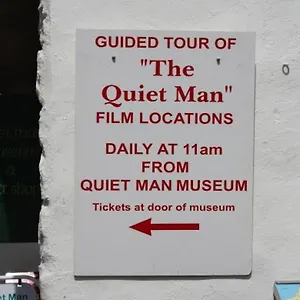 GUIDED TOUR OF
"The
Quiet Man"
FILM LOCATIONS
DAILY AT 11am
FROM
QUIET MAN MUSEUM
Tickets at door of museum